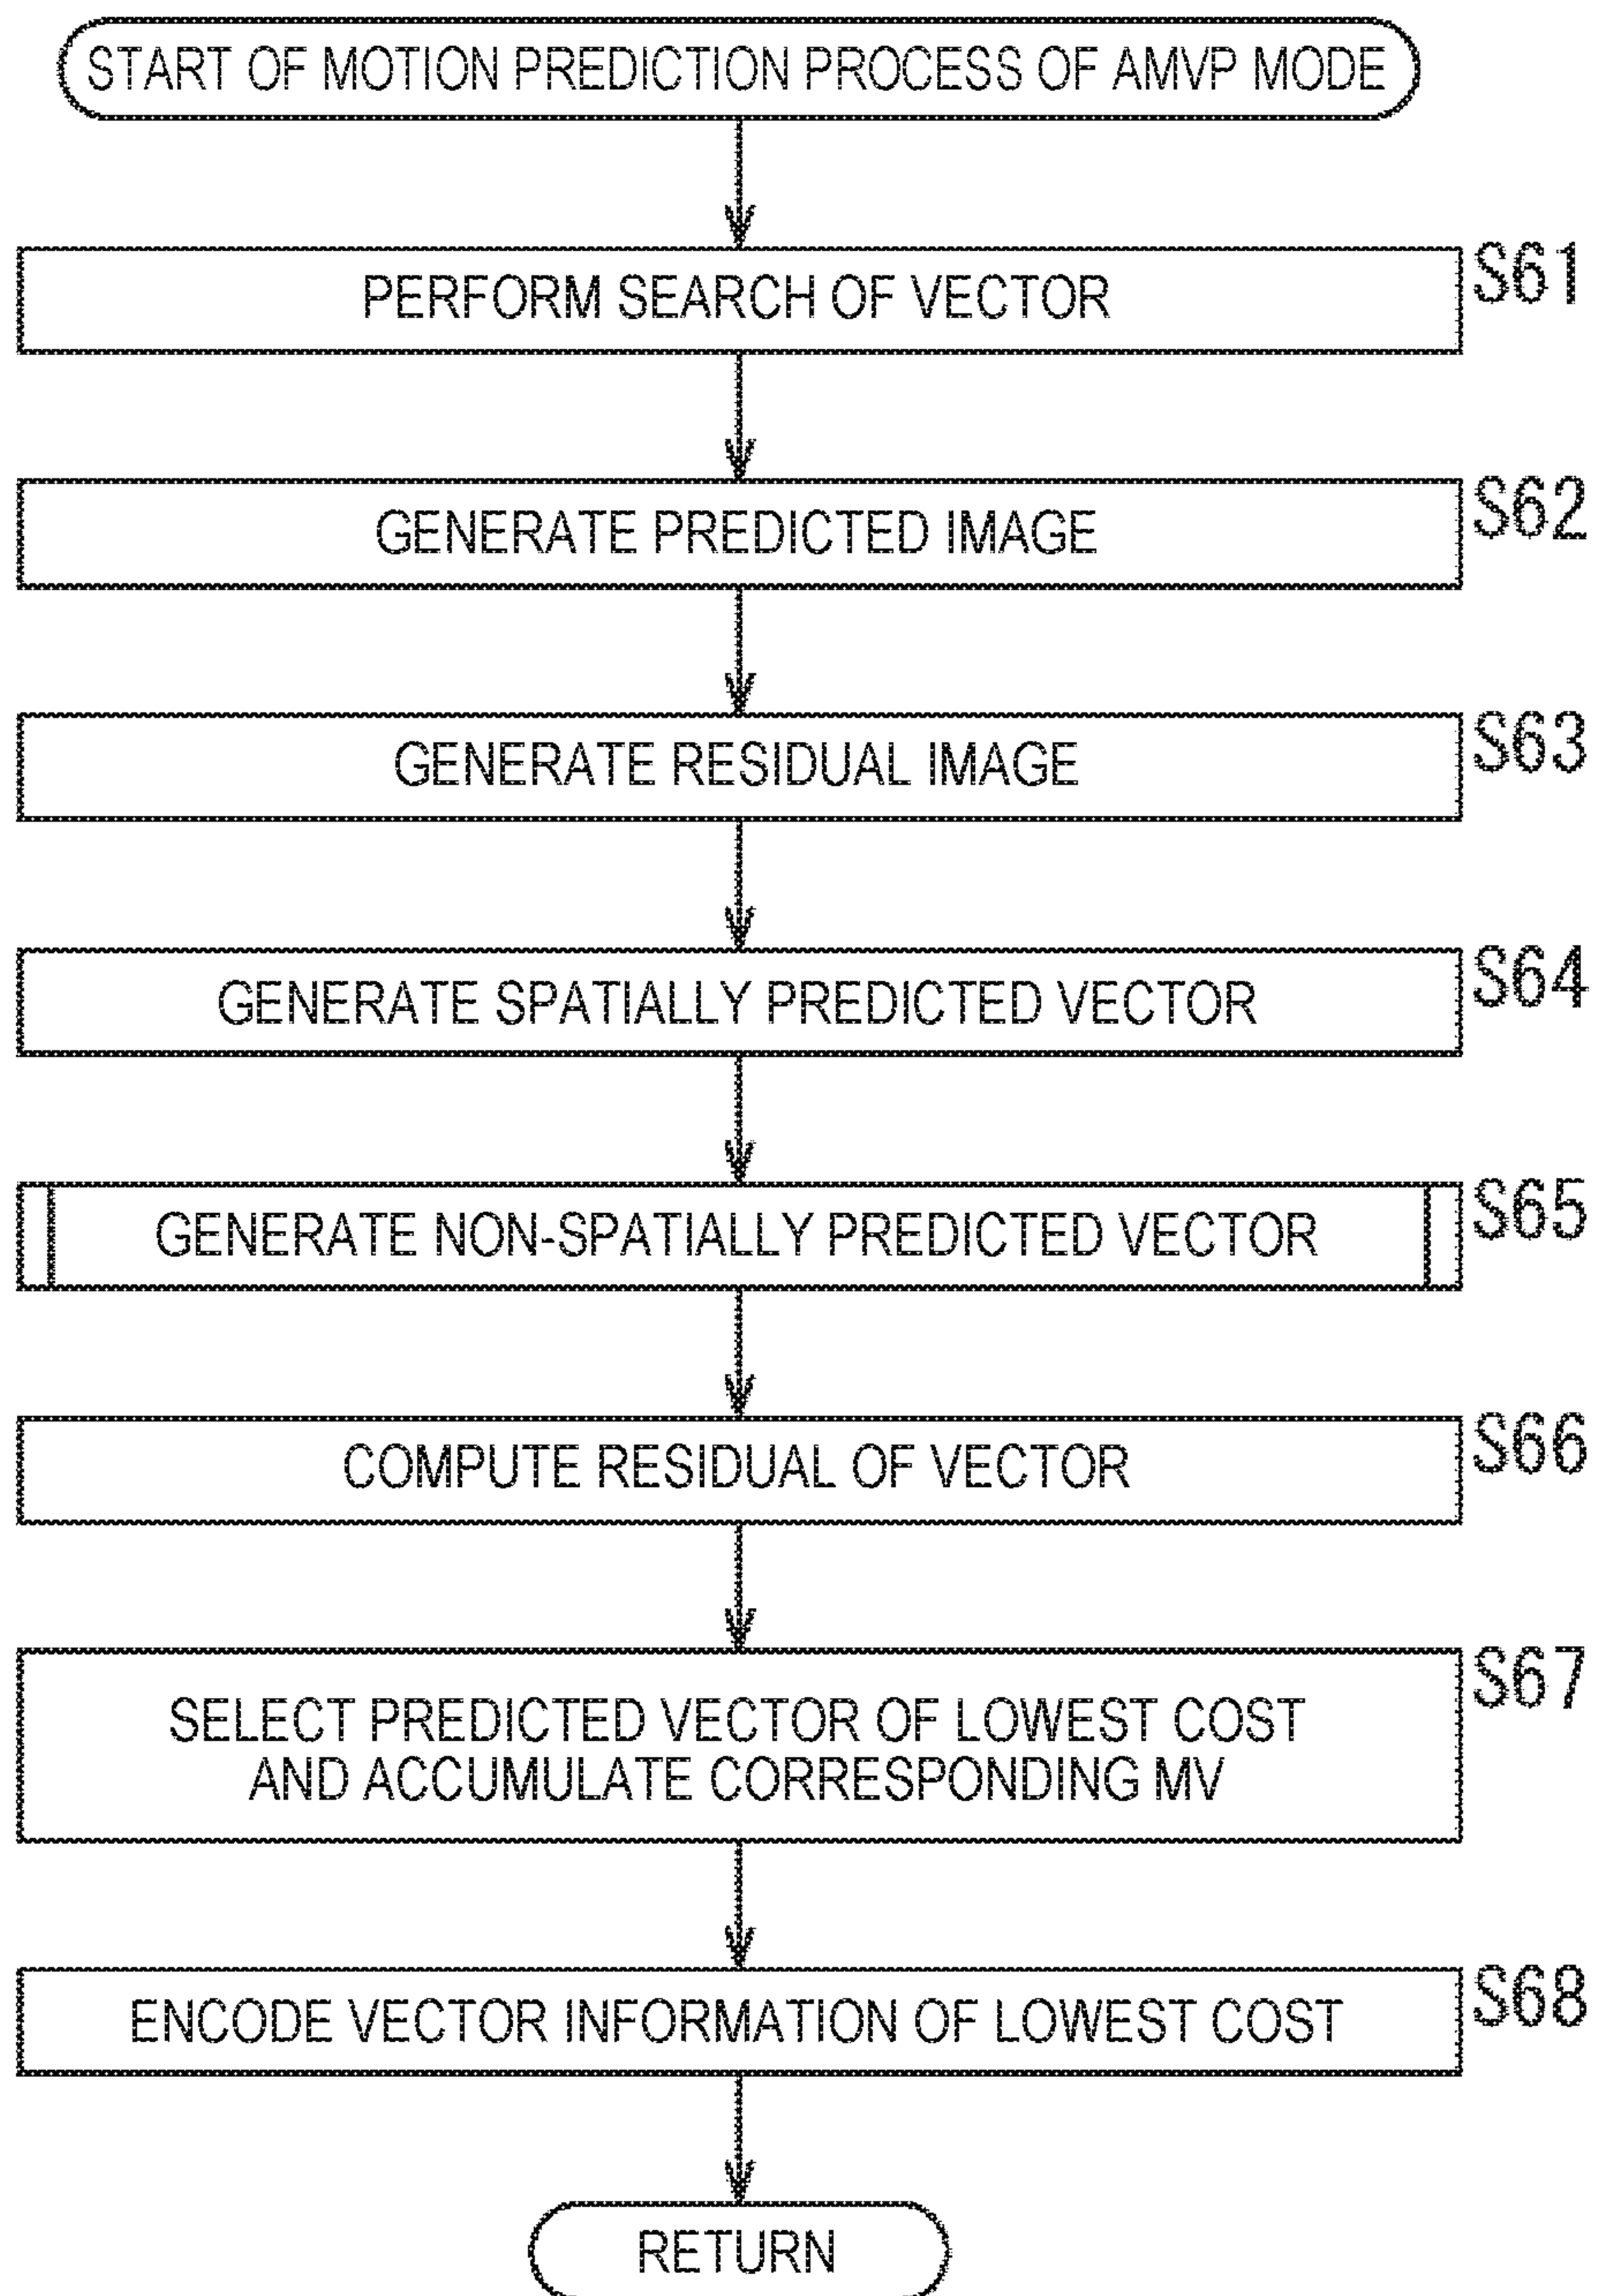 START OF MOTION PREDICTION PROCESS OF AMVP MODE
PERFORM SEARCH OF VECTOR
S61
GENERATE PREDICTED IMAGE
S62
GENERATE RESIDUAL IMAGE
S63
GENERATE SPATIALLY PREDICTED VECTOR
S64
GENERATE NON-SPATIALLY PREDICTED VECTOR
S65
COMPUTE RESIDUAL OF VECTOR
S66
SELECT PREDICTED VECTOR OF LOWEST COST
AND ACCUMULATE CORRESPONDING MV
S67
ENCODE VECTOR INFORMATION OF LOWEST COST
S68
RETURN